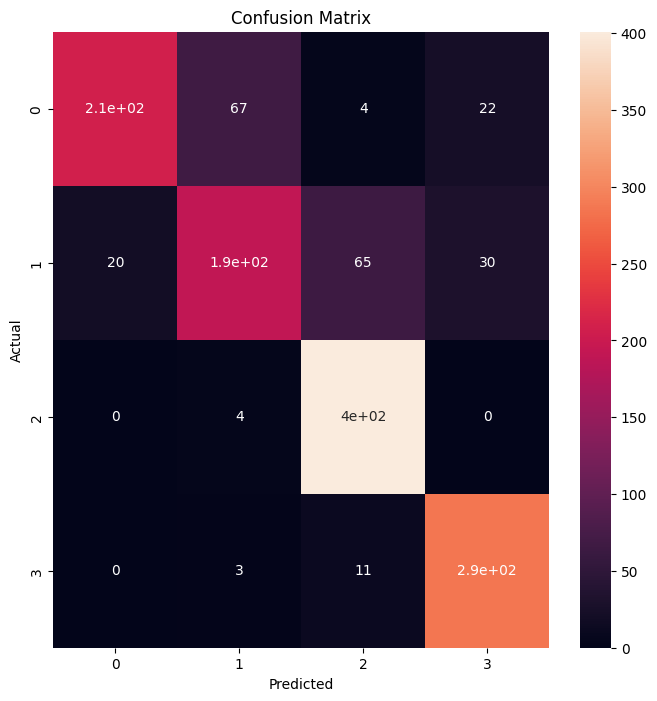 Confusion Matrix
0 2.1e+02 67 4 22
1 20 1.9e+02 65 30
2 0 4 4e+02 0
3 0 3 11 2.9e+02
Actual
0 1 2 3
Predicted
400
350
300
250
200
150
100
50
0